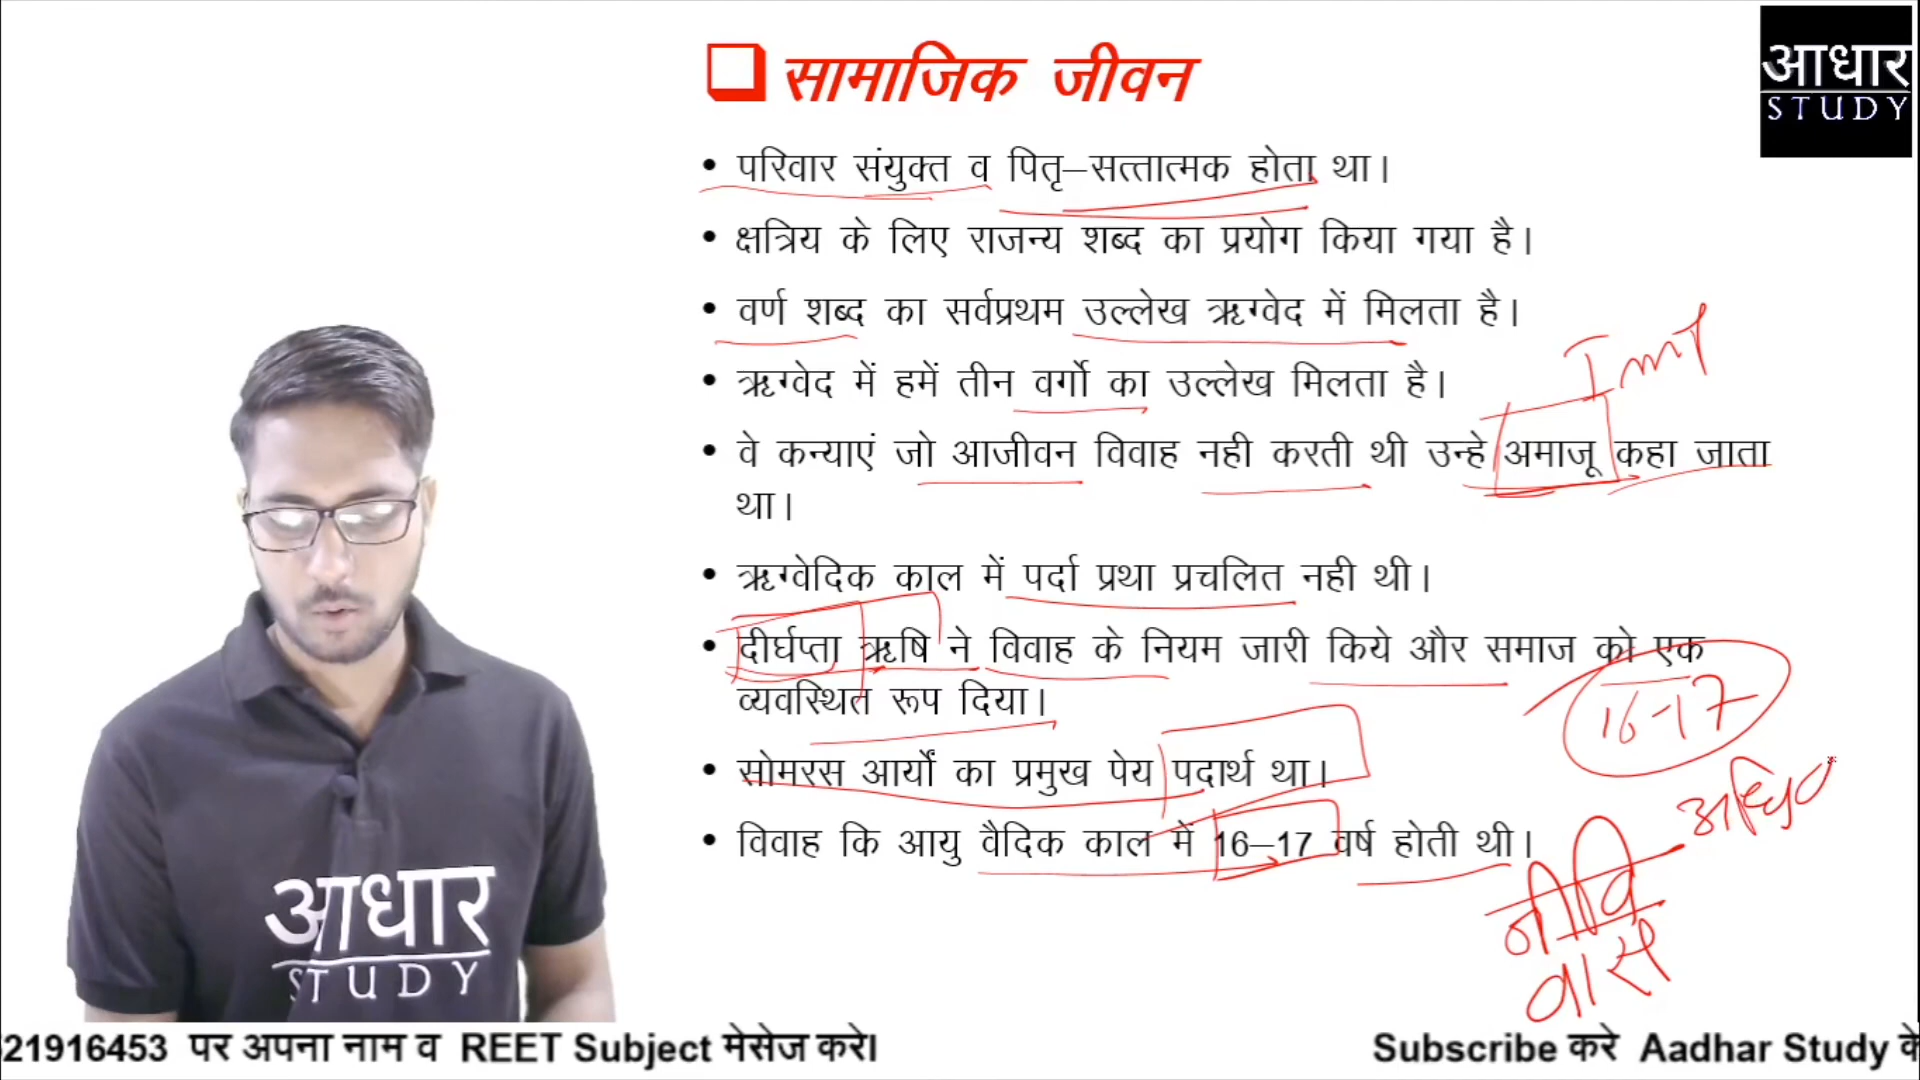 सामाजिक जीवन
आधार
STUDY
• परिवार संयुक्त व पितृ–सत्तात्मक होता था।
• क्षत्रिय के लिए राजन्य शब्द का प्रयोग किया गया है।
• वर्ण शब्द का सर्वप्रथम उल्लेख ऋग्वेद में मिलता है।
Imp
• ऋग्वेद में हमें तीन वर्गो का उल्लेख मिलता है।
• वे कन्याएं जो आजीवन विवाह नही करती थी उन्हे अमाजू कहा जाता
था।
• ऋग्वेदिक काल में पर्दा प्रथा प्रचलित नही थी।
• दीर्घप्ता ऋषि ने विवाह के नियम जारी किये और समाज को एक
व्यवस्थित रूप दिया।
16-17
• सोमरस आर्यों का प्रमुख पेय पदार्थ था।
• विवाह कि आयु वैदिक काल में 16–17 वर्ष होती थी।
नीवि
वास
आधार
STUDY
21916453 पर अपना नाम व REET Subject मेसेज करे।
Subscribe करे Aadhar Study के